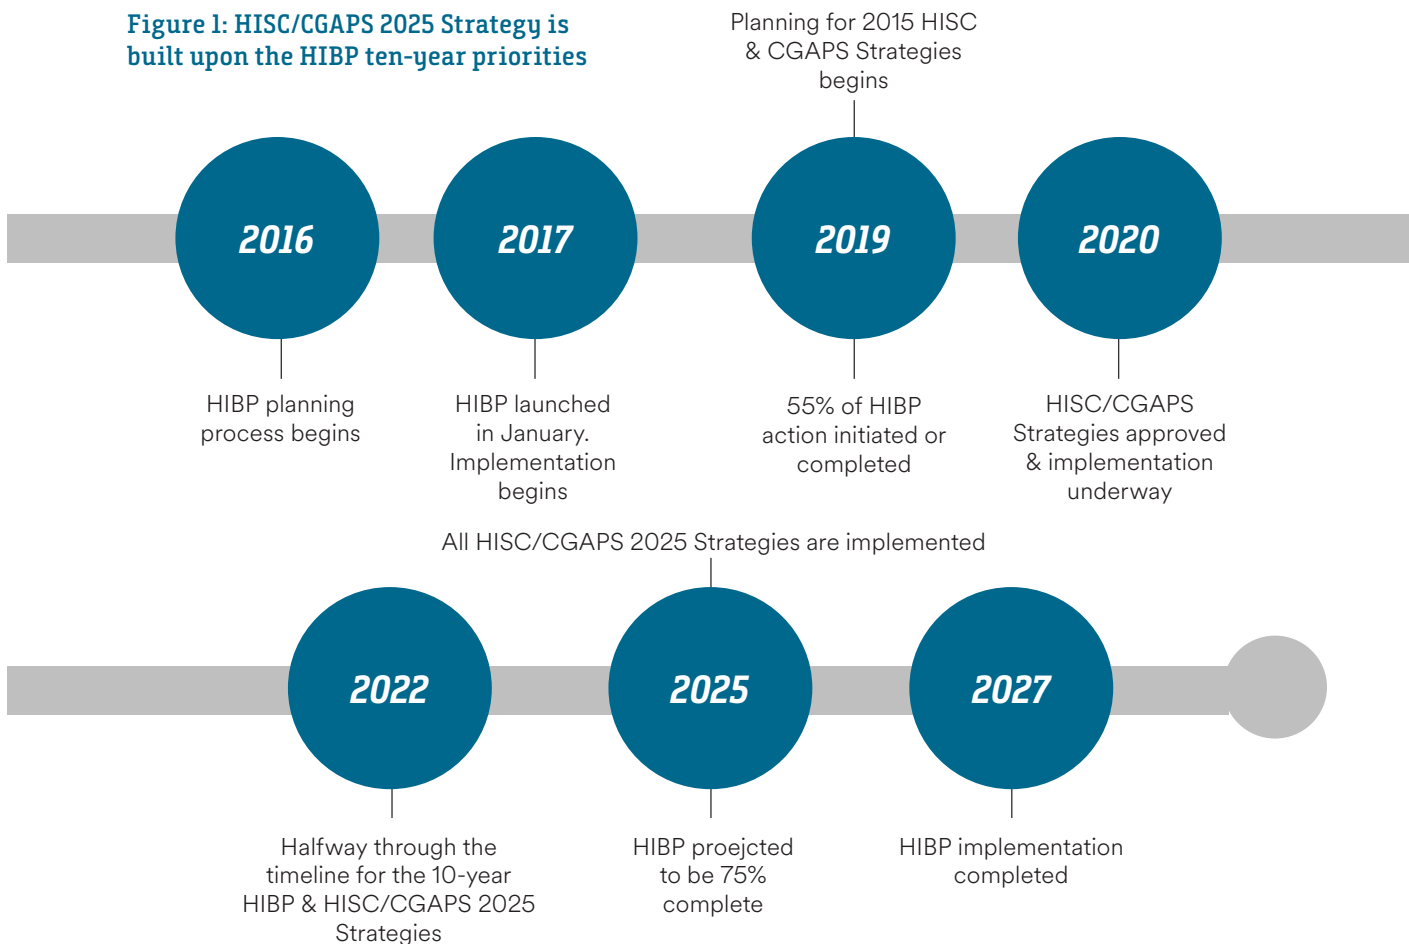 Figure 1: HISC/CGAPS 2025 Strategy is
built upon the HIBP ten-year priorities
Planning for 2015 HISC
& CGAPS Strategies
begins
2016
2017
2019
2020
HIBP planning
process begins
HIBP launched
in January.
Implementation
begins
55% of HIBP
action initiated or
completed
HISC/CGAPS
Strategies approved
& implementation
underway
All HISC/CGAPS 2025 Strategies are implemented
2022
2025
2027
Halfway through the
timeline for the 10-year
HIBP & HISC/CGAPS 2025
Strategies
HIBP proejcted
to be 75%
complete
HIBP implementation
completed